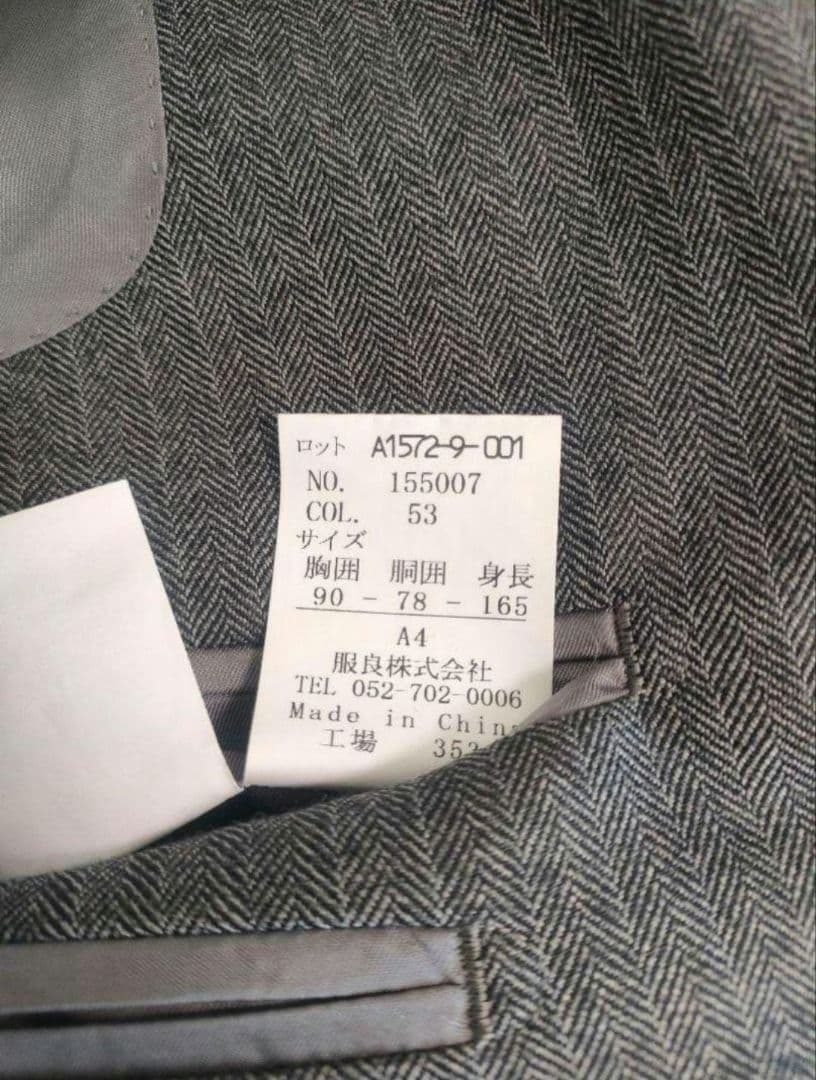 ロット A1572-9-001
NO. 155007
COL. 53
サイズ
胸囲 胴囲 身長
90 - 78 - 165
A4
服良株式会社
TEL 052-702-0006
Made in China
工場